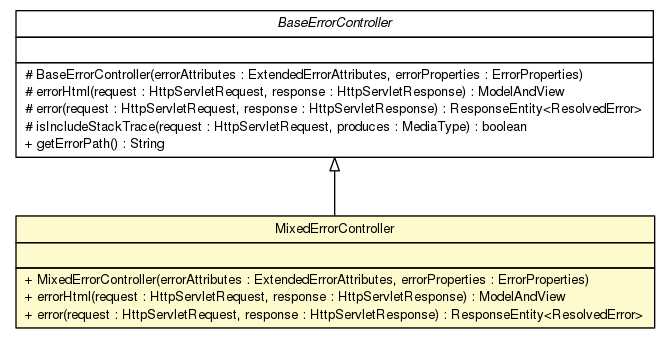 BaseErrorController
# BaseErrorController(errorAttributes : ExtendedErrorAttributes, errorProperties : ErrorProperties)
# errorHtml(request : HttpServletRequest, response : HttpServletResponse) : ModelAndView
# error(request : HttpServletRequest, response : HttpServletResponse) : ResponseEntity<ResolvedError>
# isIncludeStackTrace(request : HttpServletRequest, produces : MediaType) : boolean
+ getErrorPath() : String
MixedErrorController
+ MixedErrorController(errorAttributes : ExtendedErrorAttributes, errorProperties : ErrorProperties)
+ errorHtml(request : HttpServletRequest, response : HttpServletResponse) : ModelAndView
+ error(request : HttpServletRequest, response : HttpServletResponse) : ResponseEntity<ResolvedError>